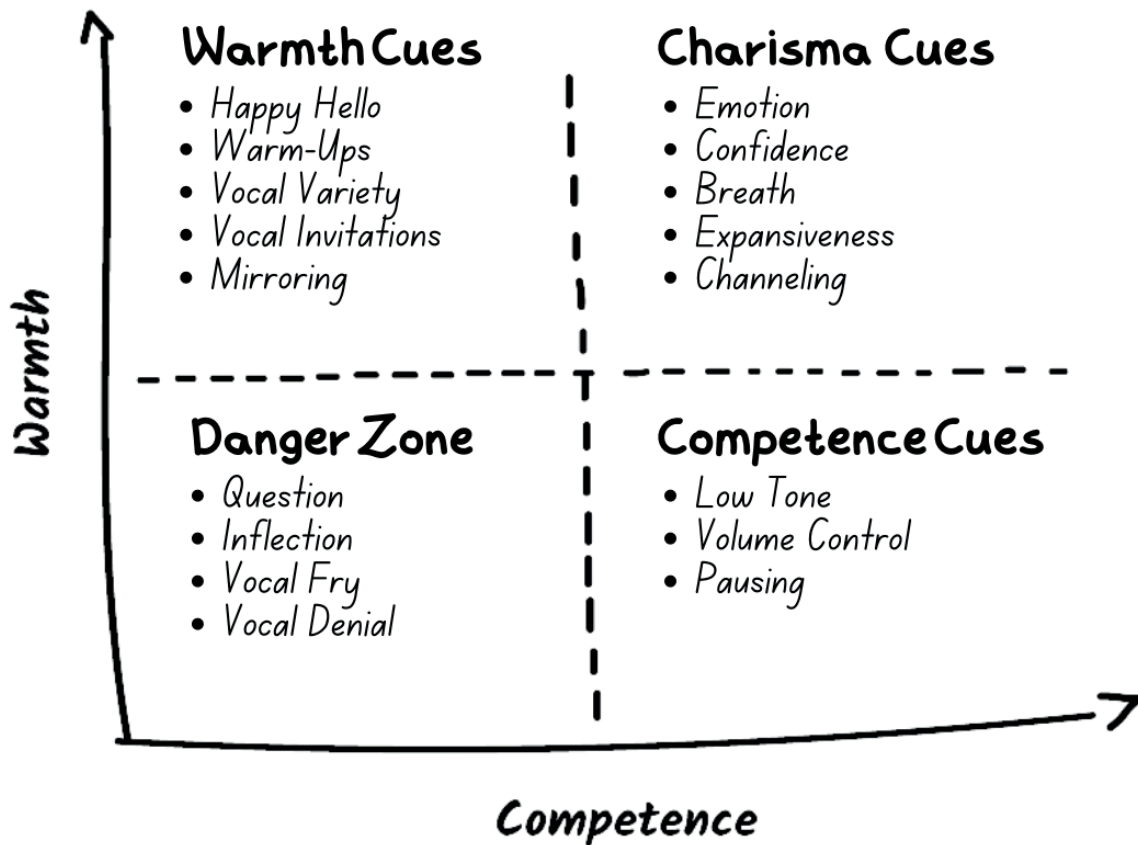 Warmth Cues
• Happy Hello
• Warm-Ups
• Vocal Variety
• Vocal Invitations
• Mirroring
Charisma Cues
• Emotion
• Confidence
• Breath
• Expansiveness
• Channeling
Warmth
Danger Zone
• Question
• Inflection
• Vocal Fry
• Vocal Denial
Competence Cues
• Low Tone
• Volume Control
• Pausing
Competence